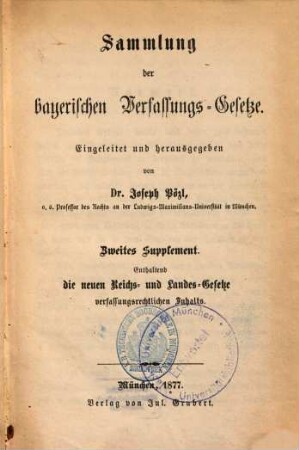 Sammlung
der
bayerischen Verfassungs-Gesetze.
Eingeleitet und herausgegeben
von
Dr. Joseph Pözl,
o. ö. Professor des Rechts an der Ludwigs-Maximilians-Universität in München.
Zweites Supplement.
Enthaltend
die neuen Reichs- und Landes-Gesetze
verfassungsrechtlichen Inhalts.
München, 1877.
Verlag von Jul. Grubert.
München